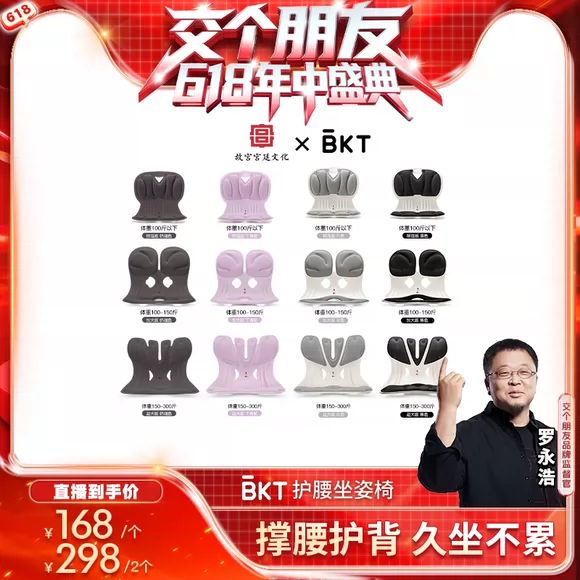 618
交个朋友
618年中盛典
故宫宫廷文化 × BKT
体重100斤以下 体重100斤以下 体重100斤以下 体重100斤以下
体重100-150斤 体重100-150斤 体重100-150斤 体重100-150斤
体重150-300斤 体重150-300斤 体重150-300斤 体重150-300斤
交个朋友品牌监督官
罗永浩
直播到手价
¥168/个
¥298/2个
BKT 护腰坐姿椅
撑腰护背 久坐不累